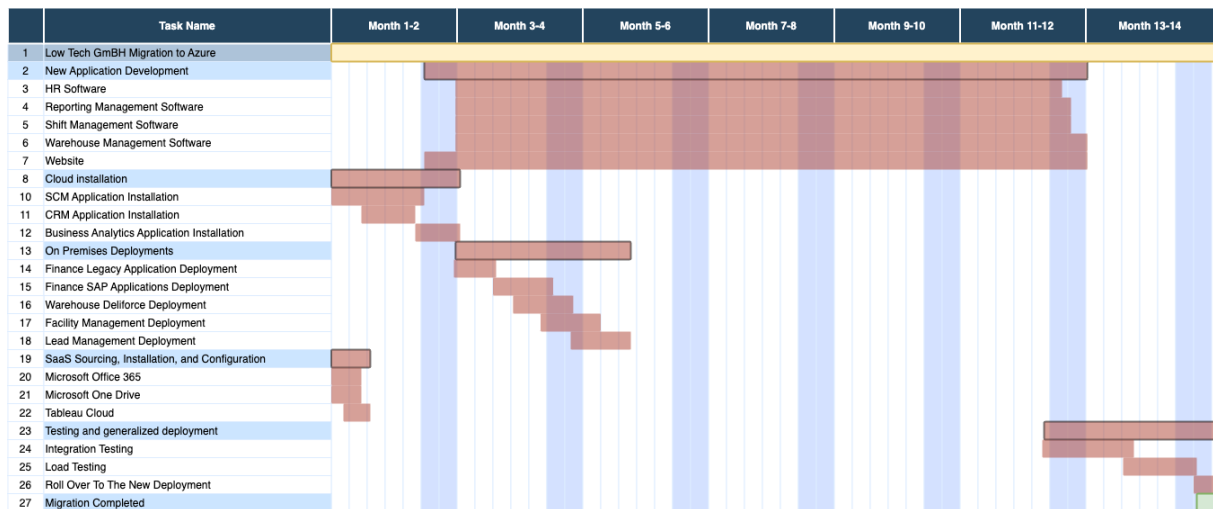 Task Name Month 1-2 Month 3-4 Month 5-6 Month 7-8 Month 9-10 Month 11-12 Month 13-14
1 Low Tech GmBH Migration to Azure
2 New Application Development
3 HR Software
4 Reporting Management Software
5 Shift Management Software
6 Warehouse Management Software
7 Website
8 Cloud installation
10 SCM Application Installation
11 CRM Application Installation
12 Business Analytics Application Installation
13 On Premises Deployments
14 Finance Legacy Application Deployment
15 Finance SAP Applications Deployment
16 Warehouse Deliforce Deployment
17 Facility Management Deployment
18 Lead Management Deployment
19 SaaS Sourcing, Installation, and Configuration
20 Microsoft Office 365
21 Microsoft One Drive
22 Tableau Cloud
23 Testing and generalized deployment
24 Integration Testing
25 Load Testing
26 Roll Over To The New Deployment
27 Migration Completed